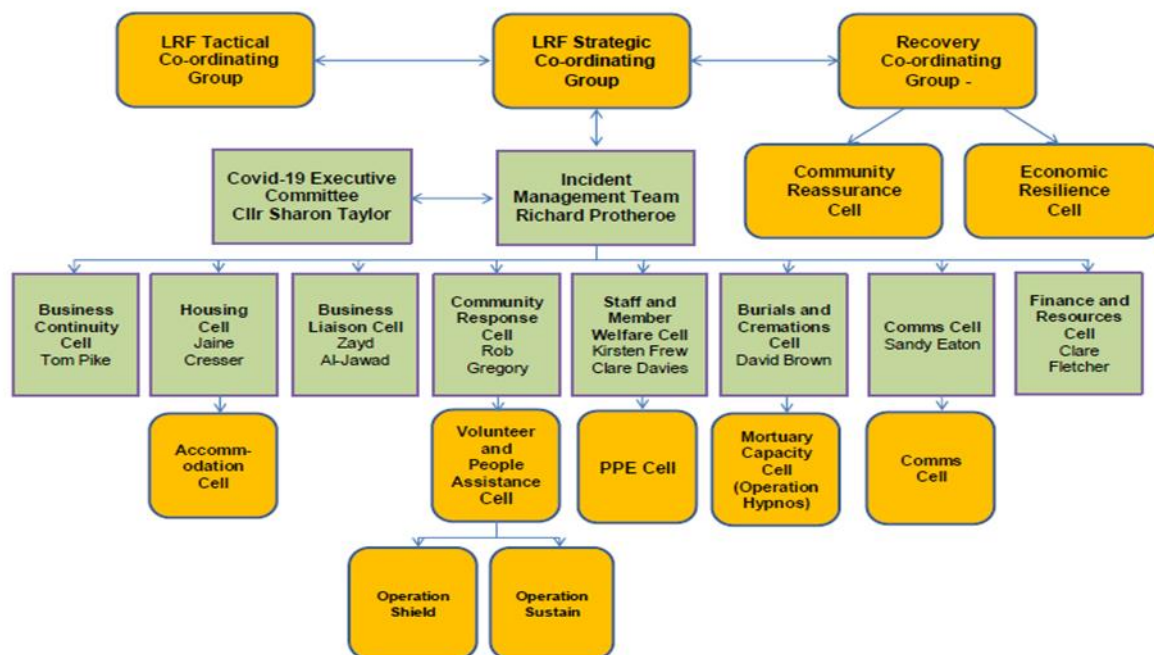 LRF Tactical
Co-ordinating
Group
LRF Strategic
Co-ordinating
Group
Recovery
Co-ordinating
Group -
Covid-19 Executive
Committee
Cllr Sharon Taylor
Incident
Management Team
Richard Protheroe
Community
Reassurance
Cell
Economic
Resilience
Cell
Business
Continuity
Cell
Tom Pike
Housing
Cell
Jaine
Cresser
Business
Liaison Cell
Zayd
Al-Jawad
Community
Response
Cell
Rob
Gregory
Staff and
Member
Welfare Cell
Kirsten Frew
Clare Davies
Burials and
Cremations
Cell
David Brown
Comms Cell
Sandy Eaton
Finance and
Resources
Cell
Clare
Fletcher
Accomm-
odation
Cell
Volunteer
and
People
Assistance
Cell
PPE Cell
Mortuary
Capacity
Cell
(Operation
Hypnos)
Comms
Cell
Operation
Shield
Operation
Sustain